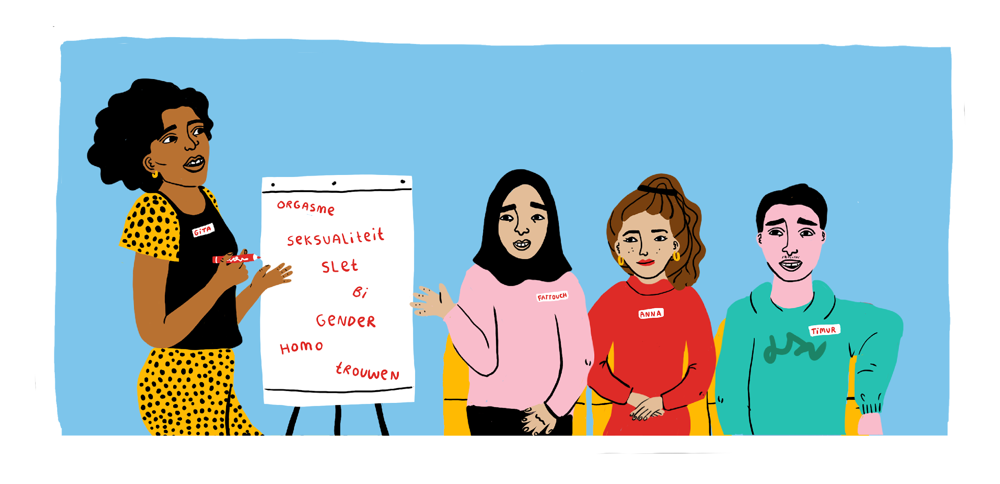 GiTA
ORGASme
seksuaLiteit
sLet
Bi
GeNDeR
Homo
tROUWeN
FATTOUCH
ANNA
TiMUR